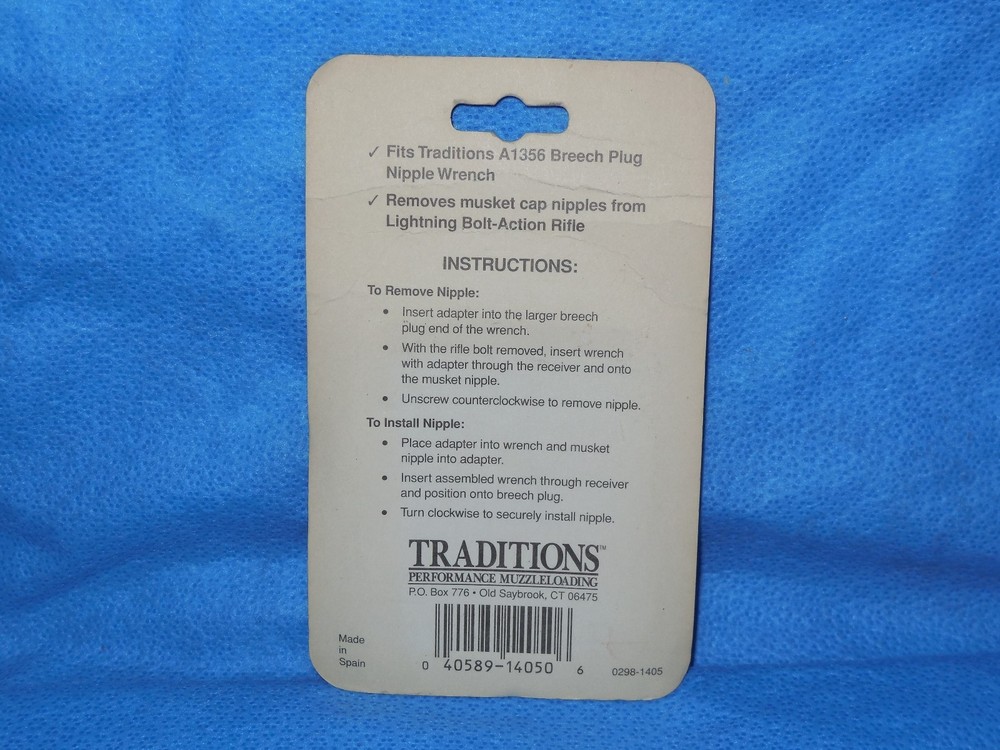 ✓ Fits Traditions A1356 Breech Plug
Nipple Wrench
✓ Removes musket cap nipples from
Lightning Bolt-Action Rifle
INSTRUCTIONS:
To Remove Nipple:
• Insert adapter into the larger breech
plug end of the wrench.
• With the rifle bolt removed, insert wrench
with adapter through the receiver and onto
the musket nipple.
• Unscrew counterclockwise to remove nipple.
To Install Nipple:
• Place adapter into wrench and musket
nipple into adapter.
• Insert assembled wrench through receiver
and position onto breech plug.
• Turn clockwise to securely install nipple.
TRADITIONS™
PERFORMANCE MUZZLELOADING
P.O. Box 776 • Old Saybrook, CT 06475
Made
in
Spain
0 40589-14050 6
0298-1405